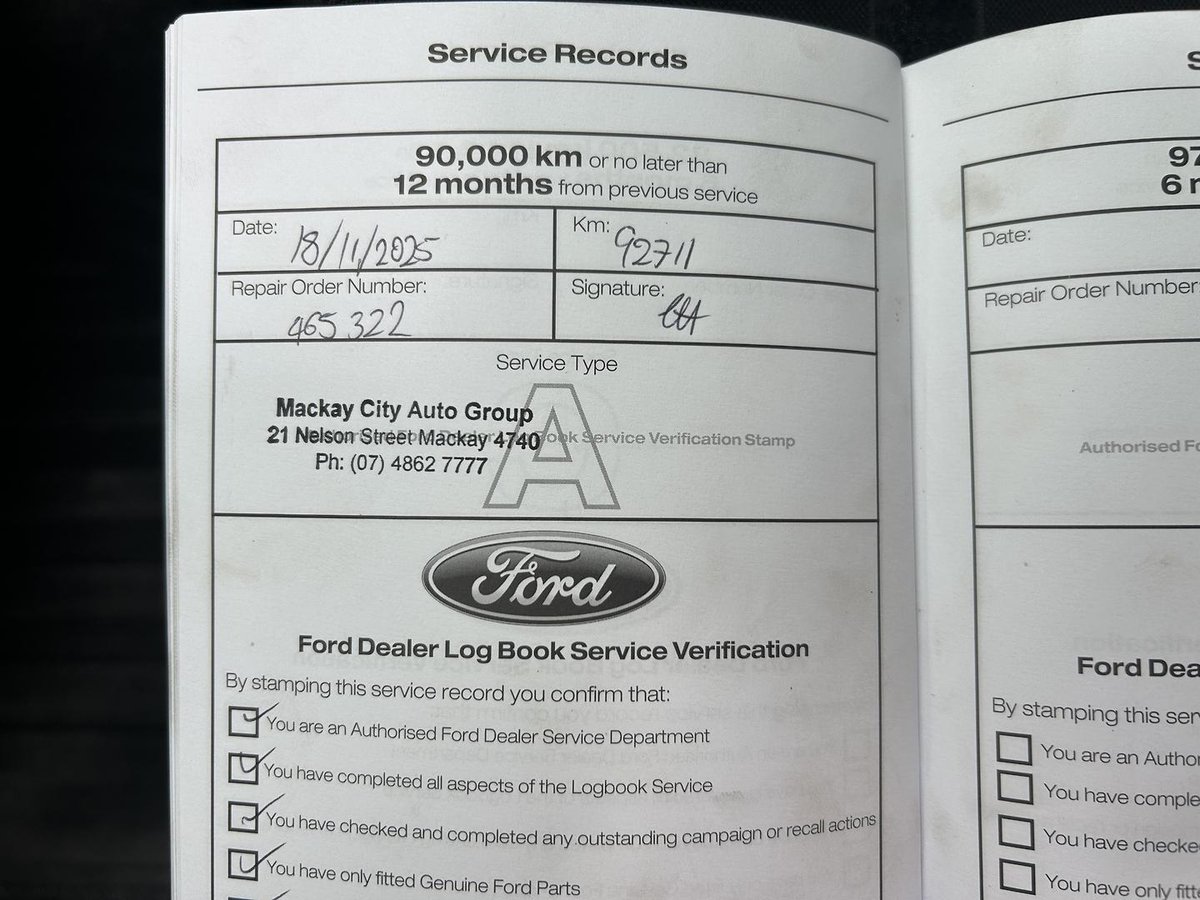 Service Records
90,000 km or no later than
12 months from previous service
Date: 18/11/2025
Km: 92711
Repair Order Number: 465322
Signature:
Service Type
A
Mackay City Auto Group
21 Nelson Street Mackay 4740
Book Service Verification Stamp
Ph: (07) 4862 7777
Ford
Ford Dealer Log Book Service Verification
By stamping this service record you confirm that:
You are an Authorised Ford Dealer Service Department
You have completed all aspects of the Logbook Service
You have checked and completed any outstanding campaign or recall actions
You have only fitted Genuine Ford Parts
S
97
6 m
Date:
Repair Order Number:
Authorised Fo
Ford Dea
By stamping this ser
You are an Author
You have comple
You have checke
You have only fitt